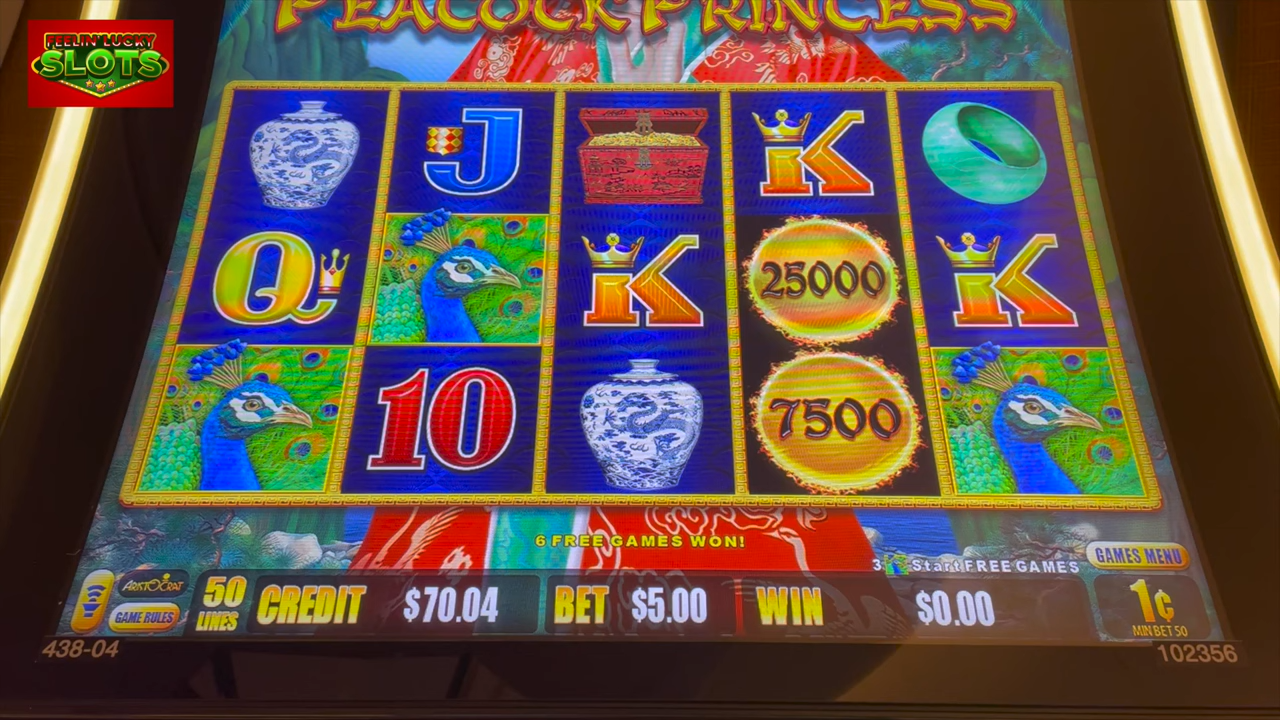 FEELIN' LUCKY
SLOTS
PEACOCK PRINCESS
J
K
25000
Q
K
K
7500
10
6 FREE GAMES WON!
3 Start FREE GAMES
GAMES MENU
ARISTOCRAT
GAME RULES
50
LINES
CREDIT $70.04
BET $5.00
WIN $0.00
1¢
MIN BET 50
438-04
102356